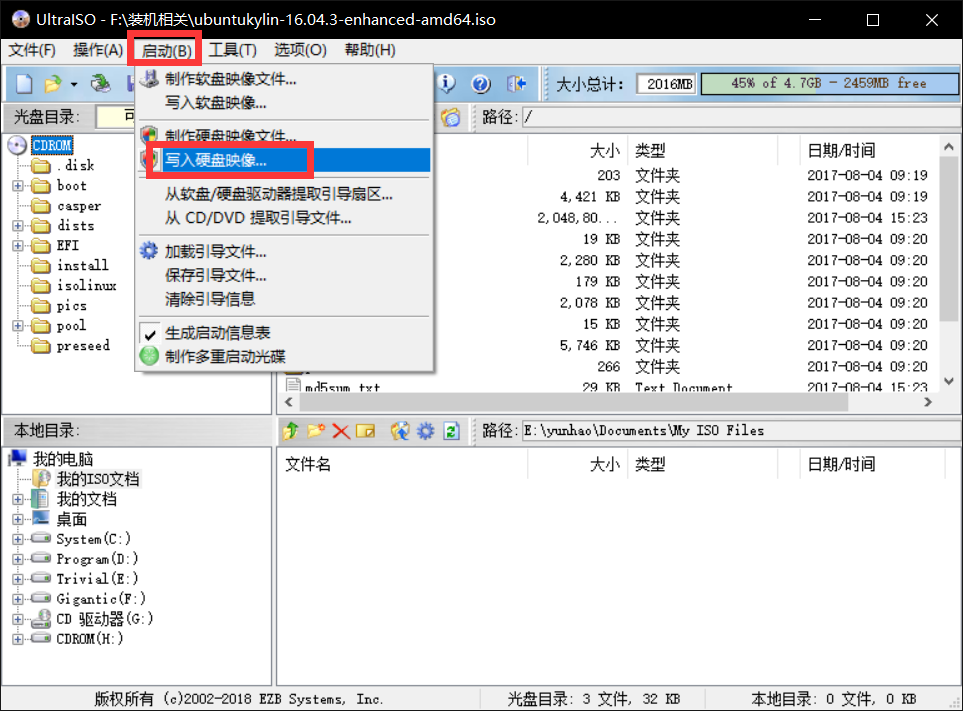 UltraISO - F:\装机相关\ubuntukylin-16.04.3-enhanced-amd64.iso
文件(F) 操作(A) 启动(B) 工具(T) 选项(O) 帮助(H)
大小总计: 2016MB 45% of 4.7GB - 2459MB free
光盘目录: 可 路径: /
制作软盘映像文件...
写入软盘映像...
制作硬盘映像文件...
写入硬盘映像...
从软盘/硬盘驱动器提取引导扇区...
从 CD/DVD 提取引导文件...
加载引导文件...
保存引导文件...
清除引导信息
生成启动信息表
制作多重启动光碟
CDROM
.disk
boot
casper
dists
EFI
install
isolinux
pics
pool
preseed
大小 类型 日期/时间
203 文件夹 2017-08-04 09:19
4,421 KB 文件夹 2017-08-04 09:19
2,048,80... 文件夹 2017-08-04 15:23
19 KB 文件夹 2017-08-04 09:20
2,280 KB 文件夹 2017-08-04 09:20
179 KB 文件夹 2017-08-04 09:20
2,078 KB 文件夹 2017-08-04 09:20
15 KB 文件夹 2017-08-04 09:20
5,746 KB 文件夹 2017-08-04 09:20
266 文件夹 2017-08-04 09:20
md5sum.txt 29 KB Text Document 2017-08-04 15:23
本地目录: 路径: E:\yunhao\Documents\My ISO Files
我的电脑
我的ISO文档
我的文档
桌面
System(C:)
Program(D:)
Trivial(E:)
Gigantic(F:)
CD 驱动器(G:)
CDROM(H:)
文件名 大小 类型 日期/时间
版权所有 (c)2002-2018 EZB Systems, Inc. 光盘目录: 3 文件, 32 KB 本地目录: 0 文件, 0 KB